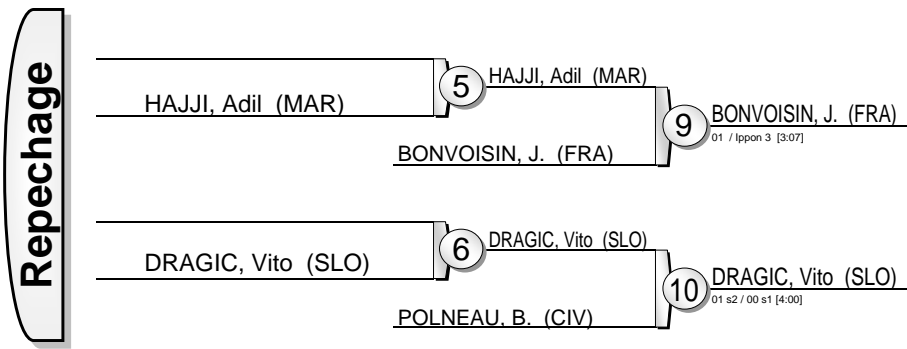 Repechage
HAJJI, Adil (MAR)
5
HAJJI, Adil (MAR)
BONVOISIN, J. (FRA)
9
BONVOISIN, J. (FRA)
01 / Ippon 3 [3:07]
DRAGIC, Vito (SLO)
6
DRAGIC, Vito (SLO)
POLNEAU, B. (CIV)
10
DRAGIC, Vito (SLO)
01 s2 / 00 s1 [4:00]